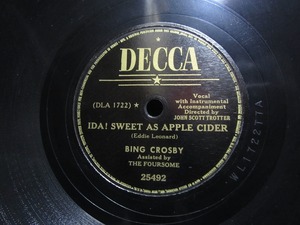 DECCA
(DLA 1722)
Vocal
with Instrumental
Accompaniment
Directed by
JOHN SCOTT TROTTER
IDA! SWEET AS APPLE CIDER
(Eddie Leonard)
BING CROSBY
Assisted by
THE FOURSOME
25492